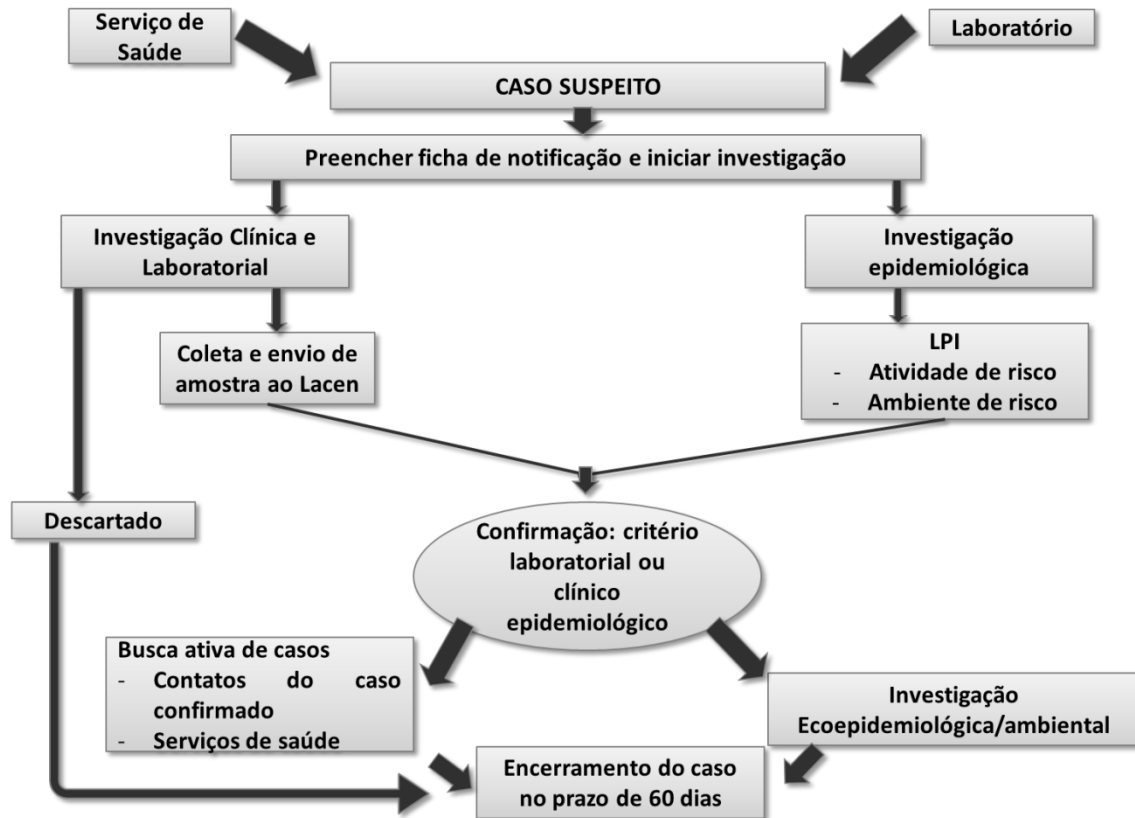 Serviço de
Saúde
Laboratório
CASO SUSPEITO
Preencher ficha de notificação e iniciar investigação
Investigação Clínica e
Laboratorial
Investigação
epidemiológica
Coleta e envio de
amostra ao Lacen
LPI
- Atividade de risco
- Ambiente de risco
Descartado
Confirmação: critério
laboratorial ou
clínico
epidemiológico
Busca ativa de casos
- Contatos do caso
confirmado
- Serviços de saúde
Investigação
Ecoepidemiológica/ambiental
Encerramento do caso
no prazo de 60 dias